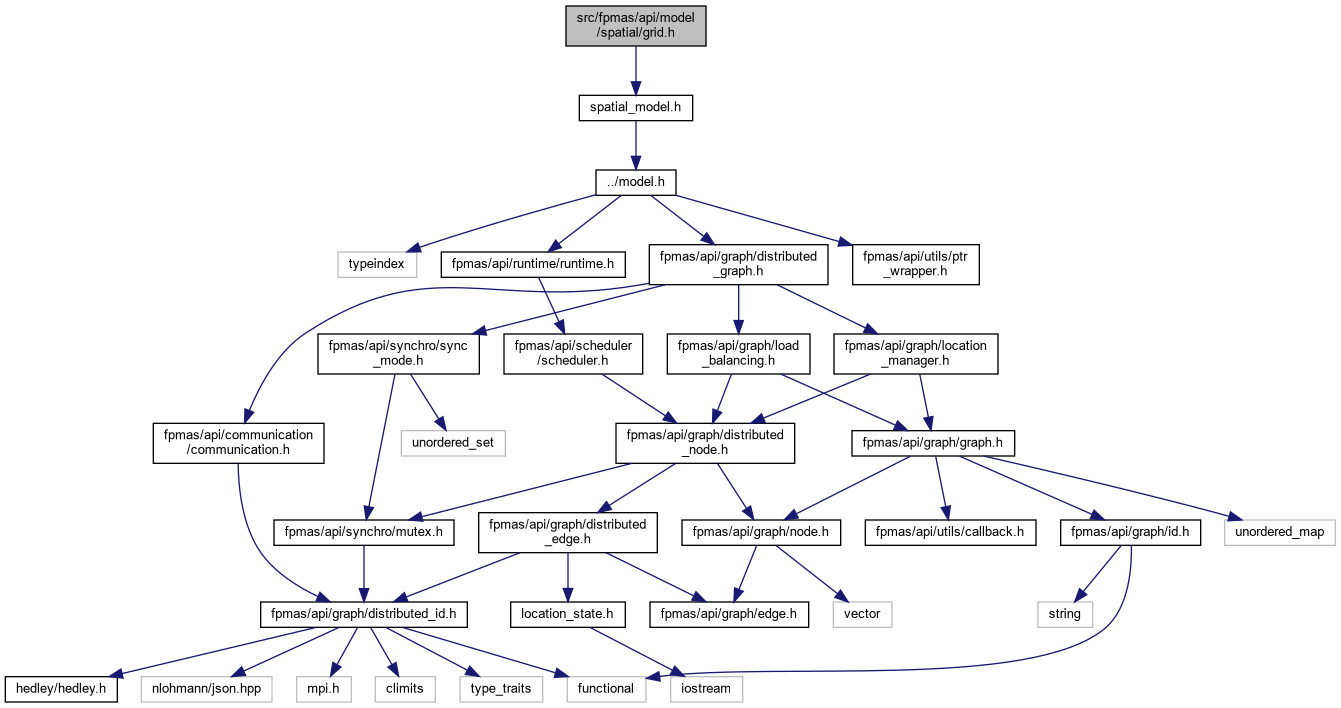 src/fpmas/api/model
/spatial/grid.h
spatial_model.h
../model.h
typeindex
fpmas/api/runtime/runtime.h
fpmas/api/graph/distributed
_graph.h
fpmas/api/utils/ptr
_wrapper.h
fpmas/api/synchro/sync
_mode.h
fpmas/api/scheduler
/scheduler.h
fpmas/api/graph/load
_balancing.h
fpmas/api/graph/location
_manager.h
fpmas/api/communication
/communication.h
unordered_set
fpmas/api/graph/distributed
_node.h
fpmas/api/graph/graph.h
fpmas/api/synchro/mutex.h
fpmas/api/graph/distributed
_edge.h
fpmas/api/graph/node.h
fpmas/api/utils/callback.h
fpmas/api/graph/id.h
unordered_map
fpmas/api/graph/distributed_id.h
location_state.h
fpmas/api/graph/edge.h
vector
string
hedley/hedley.h
nlohmann/json.hpp
mpi.h
climits
type_traits
functional
iostream